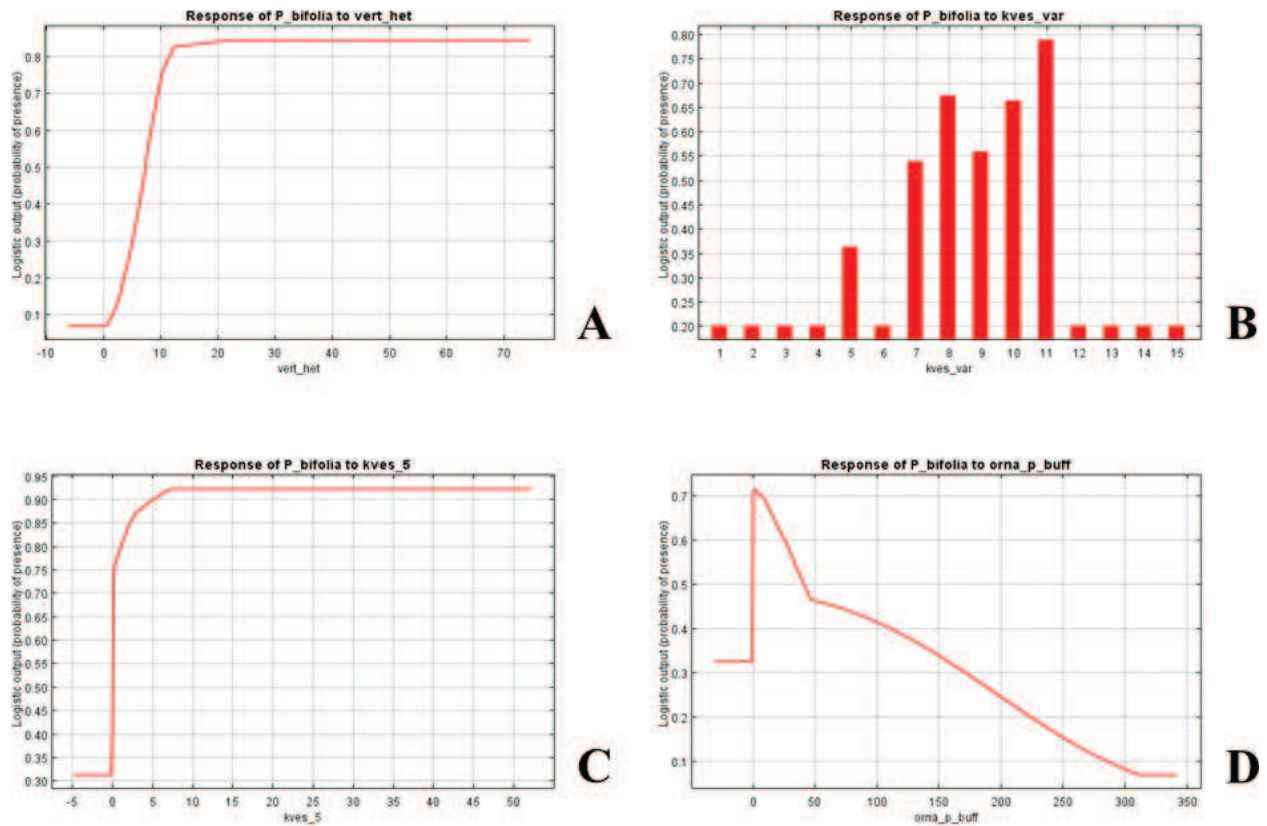 Response of P_bifolia to vert_het
Logistic output (probability of presence)
0.8
0.7
0.6
0.5
0.4
0.3
0.2
0.1
-10 0 10 20 30 40 50 60 70
vert_het
A
Response of P_bifolia to kves_var
Logistic output (probability of presence)
0.80
0.75
0.70
0.65
0.60
0.55
0.50
0.45
0.40
0.35
0.30
0.25
0.20
1 2 3 4 5 6 7 8 9 10 11 12 13 14 15
kves_var
B
Response of P_bifolia to kves_5
Logistic output (probability of presence)
0.95
0.90
0.85
0.80
0.75
0.70
0.65
0.60
0.55
0.50
0.45
0.40
0.35
0.30
-5 0 5 10 15 20 25 30 35 40 45 50
kves_5
C
Response of P_bifolia to orna_p_buff
Logistic output (probability of presence)
0.7
0.6
0.5
0.4
0.3
0.2
0.1
0 50 100 150 200 250 300 350
orna_p_buff
D